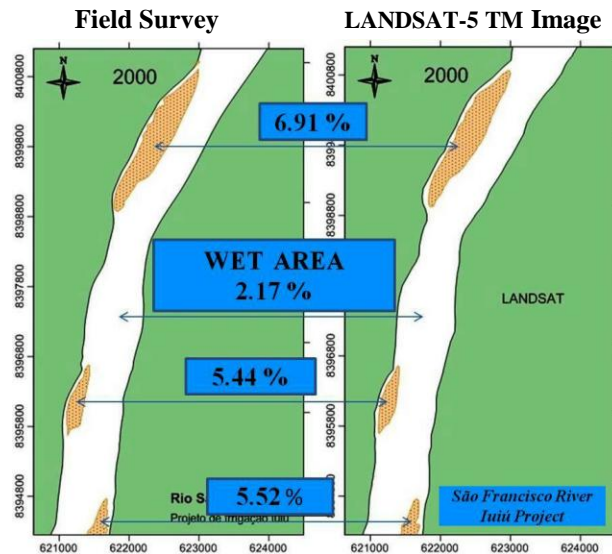 Field Survey
LANDSAT-5 TM Image
N
2000
8400800
8399800
8398800
8397800
8396800
8395800
8394800
621000
622000
623000
624000
N
2000
8400800
8399800
8398800
8397800
8396800
8395800
8394800
621000
622000
623000
624000
6.91 %
WET AREA
2.17 %
5.44 %
5.52 %
LANDSAT
Rio S
Projeto de Irrigação Iuiú
São Francisco River
Iuiú Project